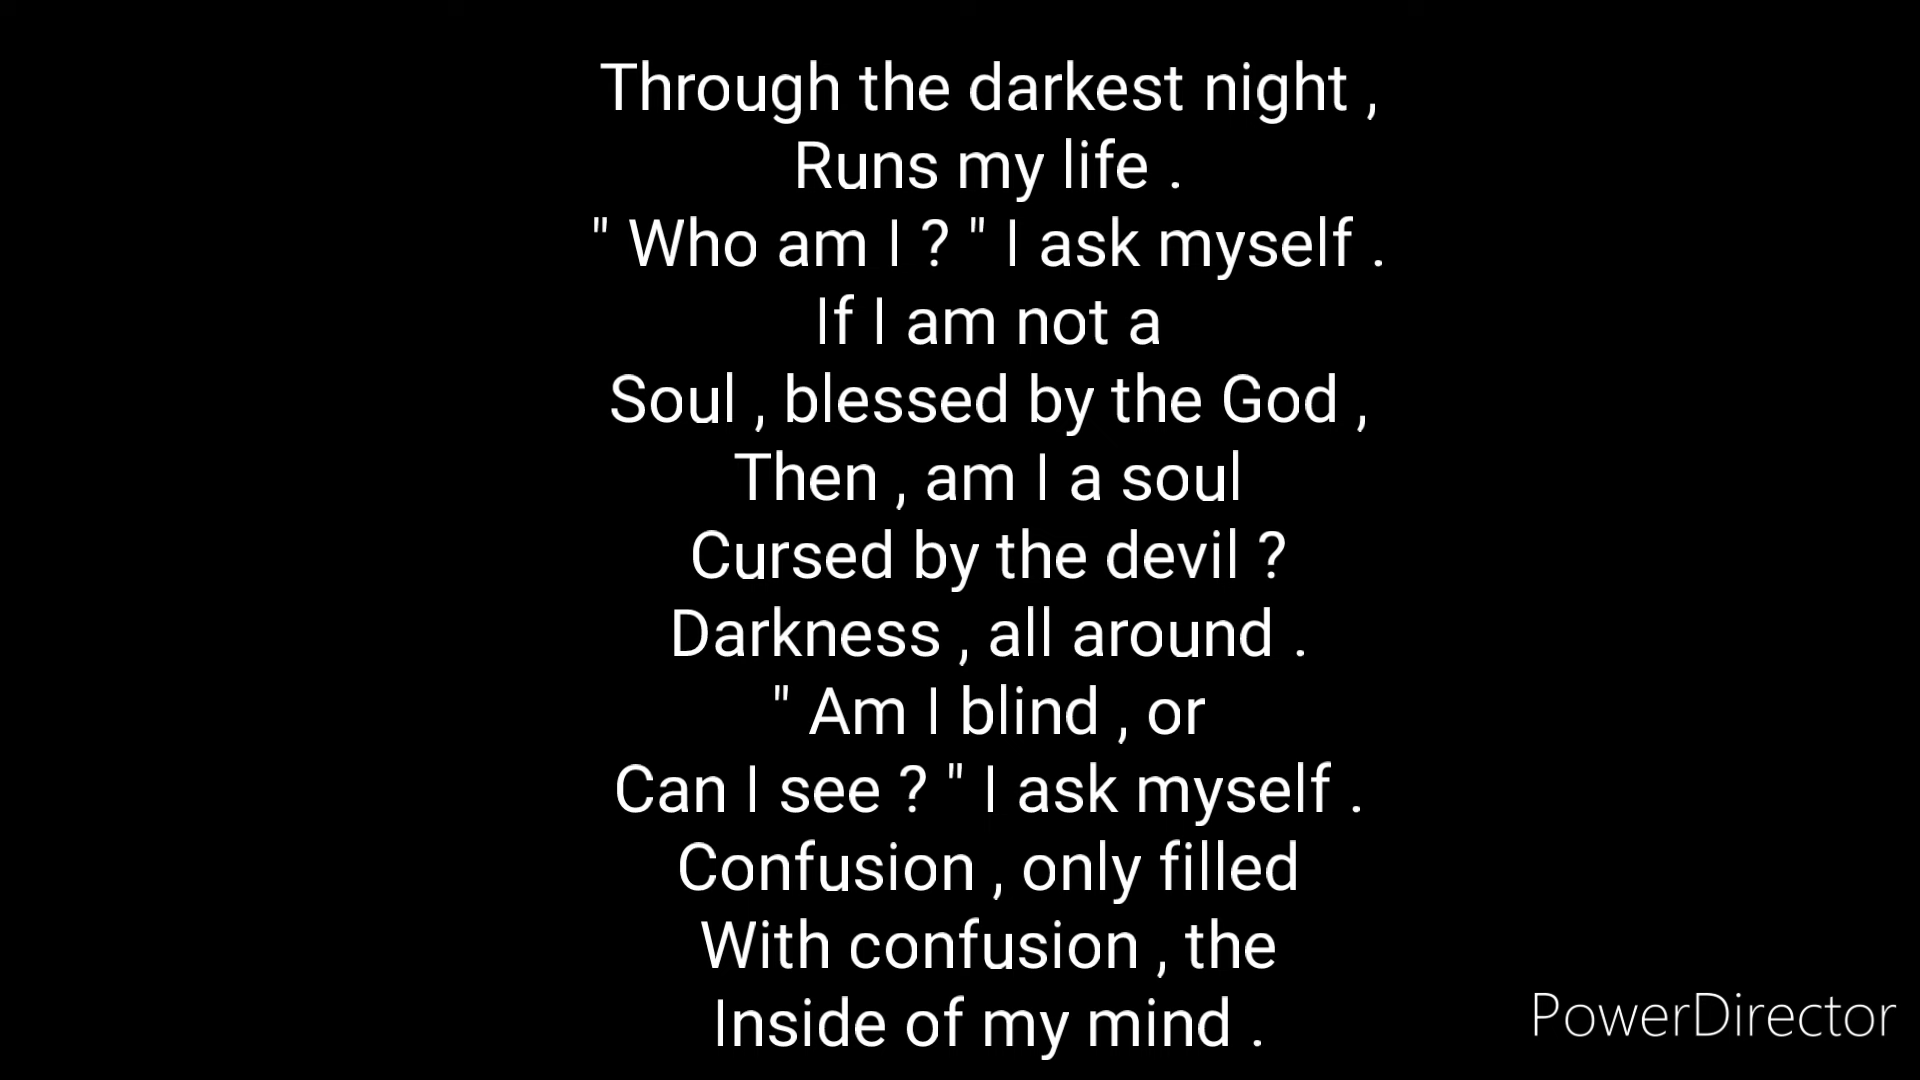 Through the darkest night ,
Runs my life .
" Who am I ? " I ask myself .
If I am not a
Soul , blessed by the God ,
Then , am I a soul
Cursed by the devil ?
Darkness , all around .
" Am I blind , or
Can I see ? " I ask myself .
Confusion , only filled
With confusion , the
Inside of my mind .
PowerDirector